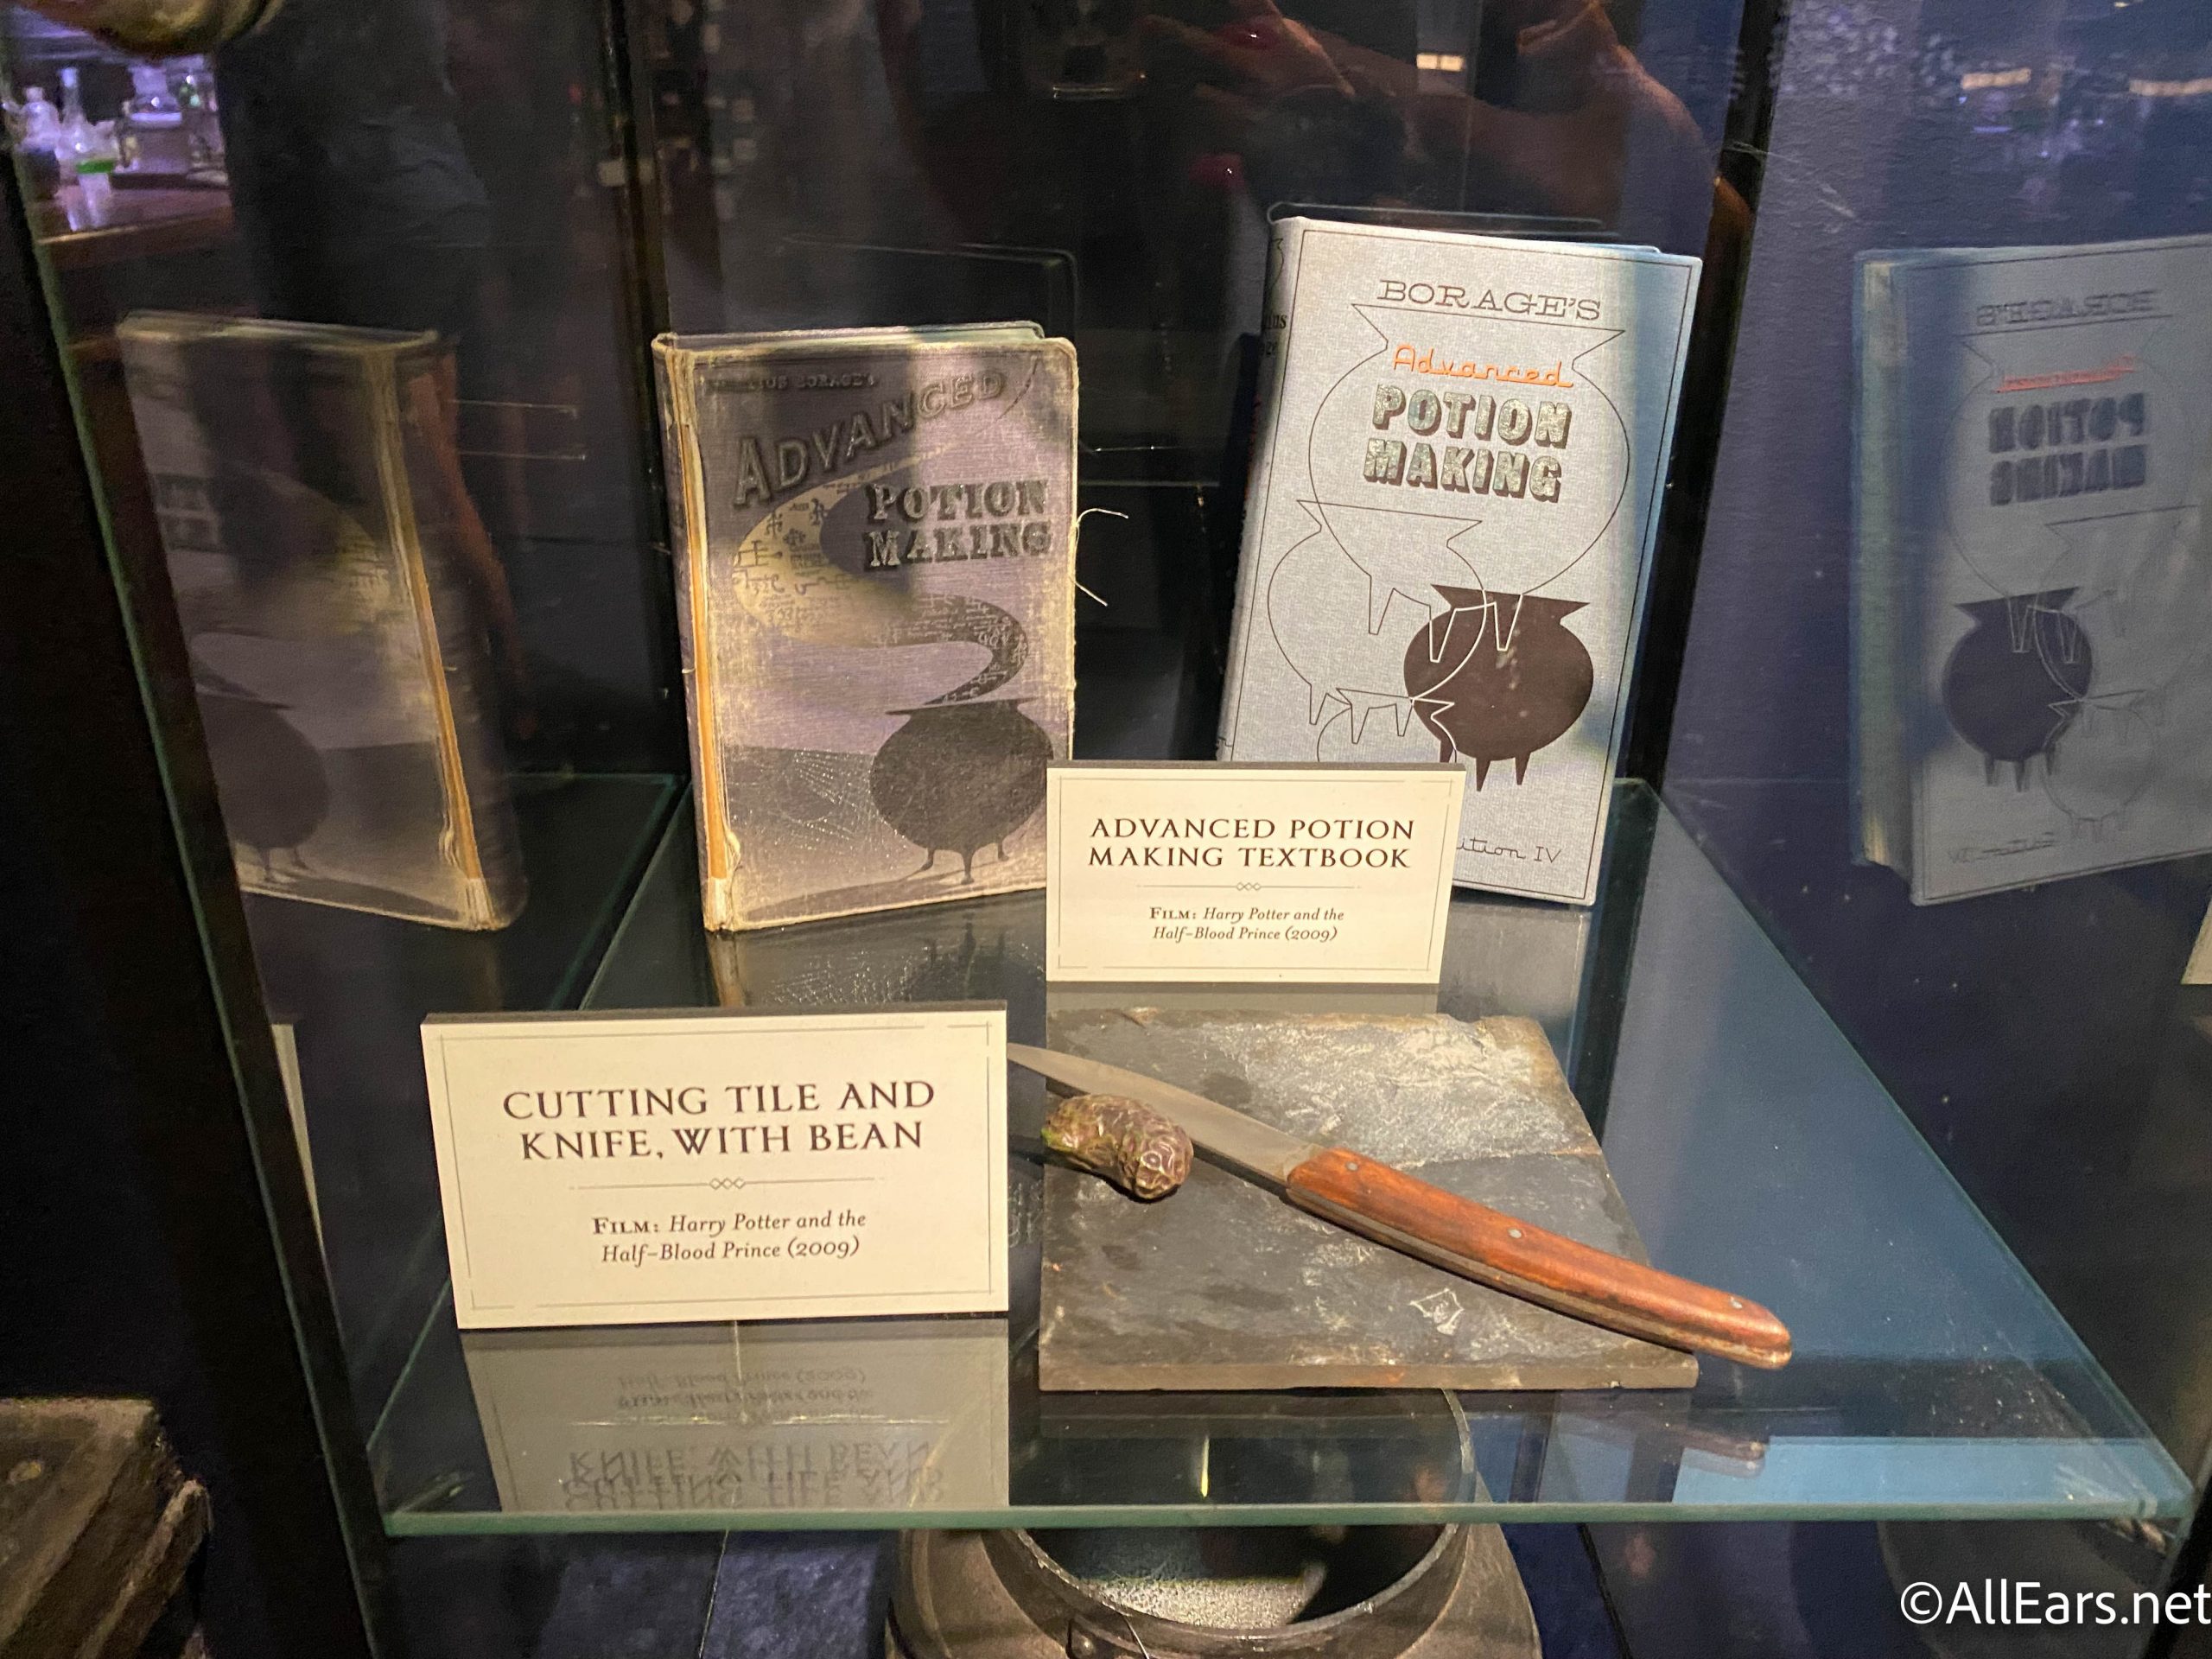 BORAGE'S
ADVANCED
POTION
MAKING
BORAGE'S
Advanced
POTION
MAKING
ition IV
ADVANCED POTION
MAKING TEXTBOOK
FILM: Harry Potter and the
Half-Blood Prince (2009)
CUTTING TILE AND
KNIFE, WITH BEAN
FILM: Harry Potter and the
Half-Blood Prince (2009)
©AllEars.net